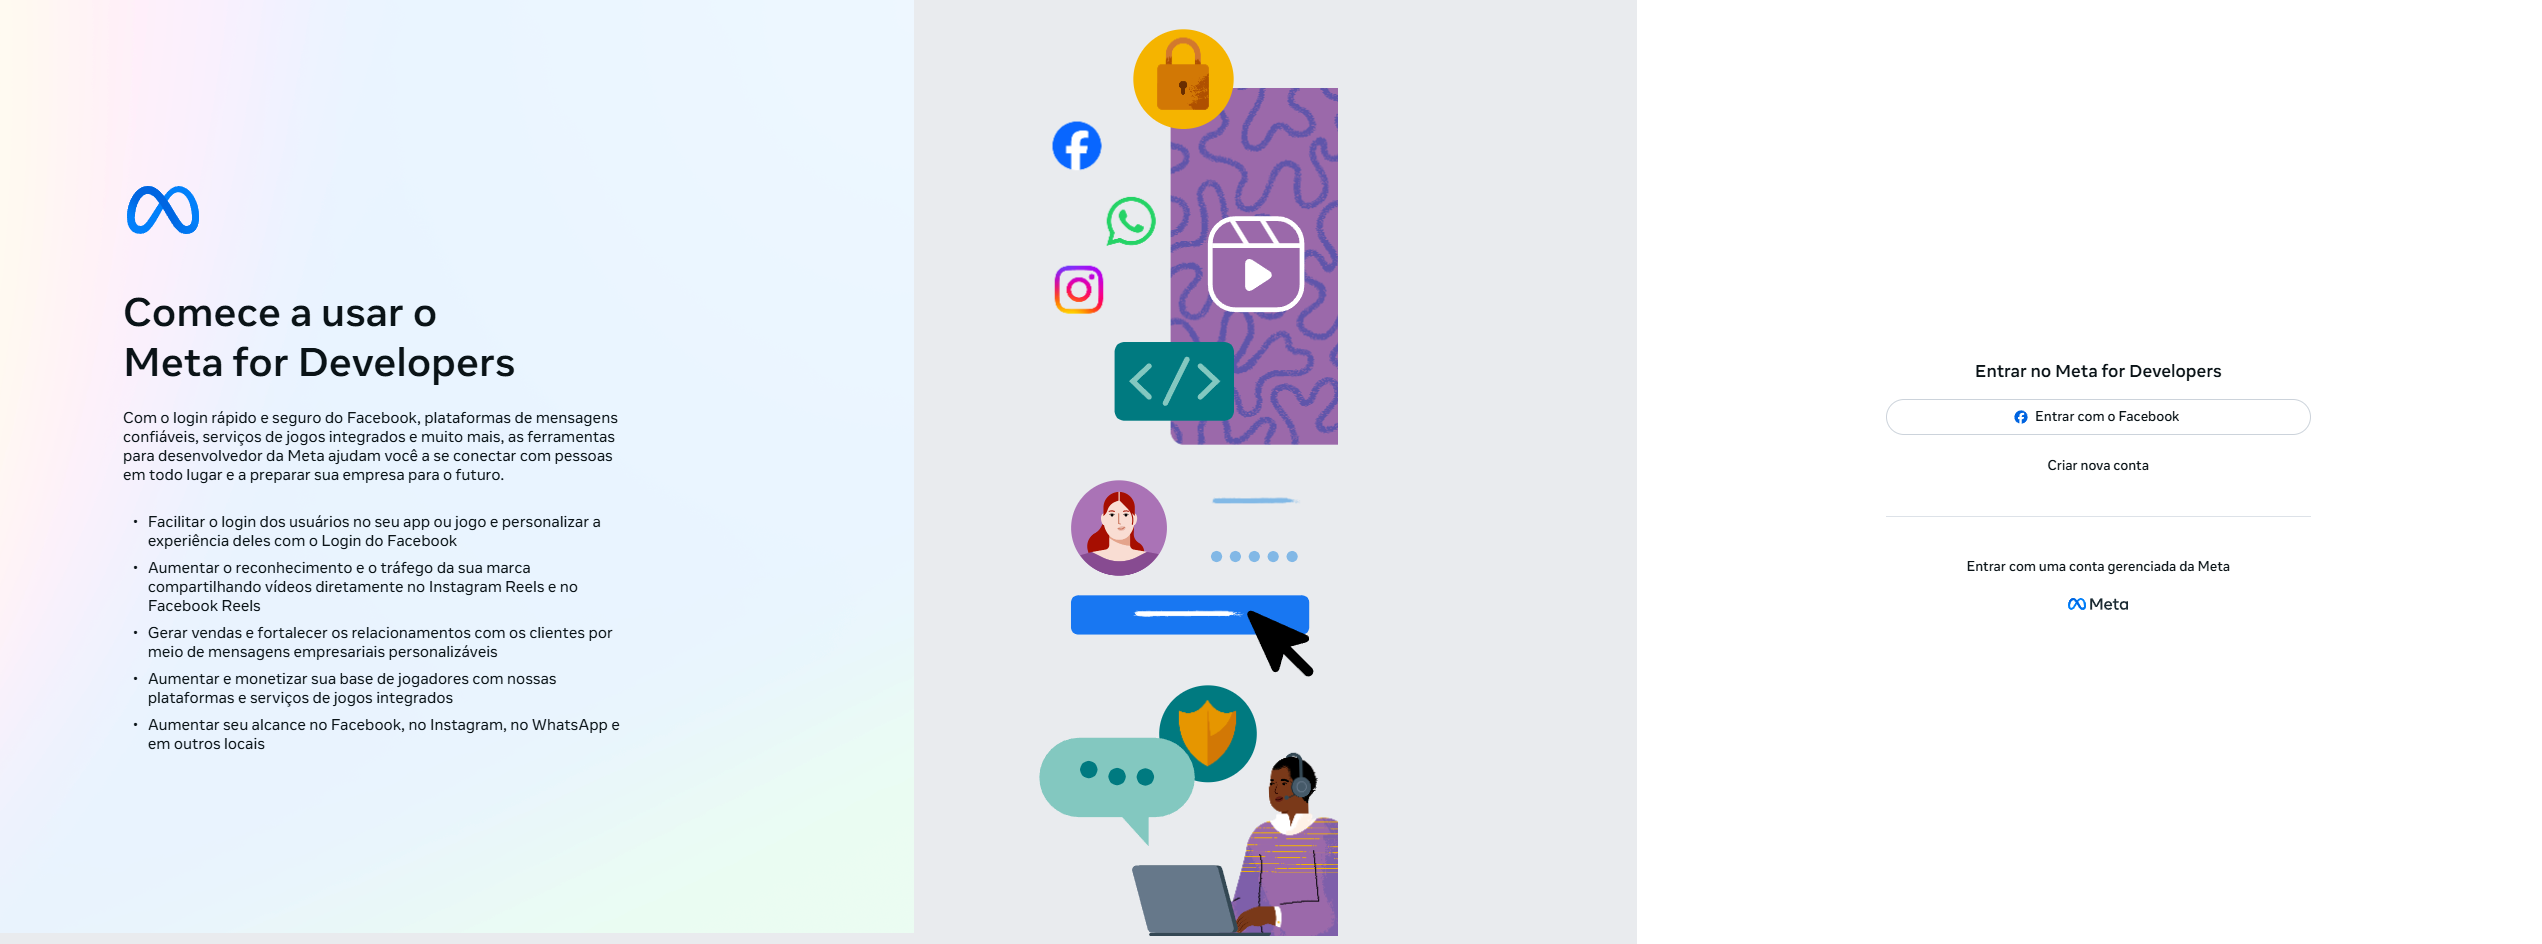 Comece a usar o
Meta for Developers
Com o login rápido e seguro do Facebook, plataformas de mensagens
confiáveis, serviços de jogos integrados e muito mais, as ferramentas
para desenvolvedor da Meta ajudam você a se conectar com pessoas
em todo lugar e a preparar sua empresa para o futuro.
• Facilitar o login dos usuários no seu app ou jogo e personalizar a
experiência deles com o Login do Facebook
• Aumentar o reconhecimento e o tráfego da sua marca
compartilhando vídeos diretamente no Instagram Reels e no
Facebook Reels
• Gerar vendas e fortalecer os relacionamentos com os clientes por
meio de mensagens empresariais personalizáveis
• Aumentar e monetizar sua base de jogadores com nossas
plataformas e serviços de jogos integrados
• Aumentar seu alcance no Facebook, no Instagram, no WhatsApp e
em outros locais
</>
Entrar no Meta for Developers
Entrar com o Facebook
Criar nova conta
Entrar com uma conta gerenciada da Meta
Meta